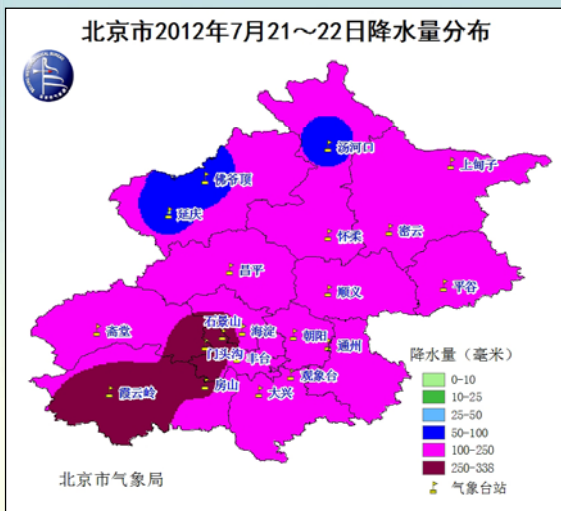 北京市2012年7月21～22日降水量分布
汤河口
上甸子
佛爷顶
延庆
怀柔
密云
昌平
顺义
平谷
斋堂
石景山
海淀
朝阳
通州
门头沟
丰台
霞云岭
房山
观象台
大兴
降水量（毫米）
0-10
10-25
25-50
50-100
100-250
250-338
气象台站
北京市气象局